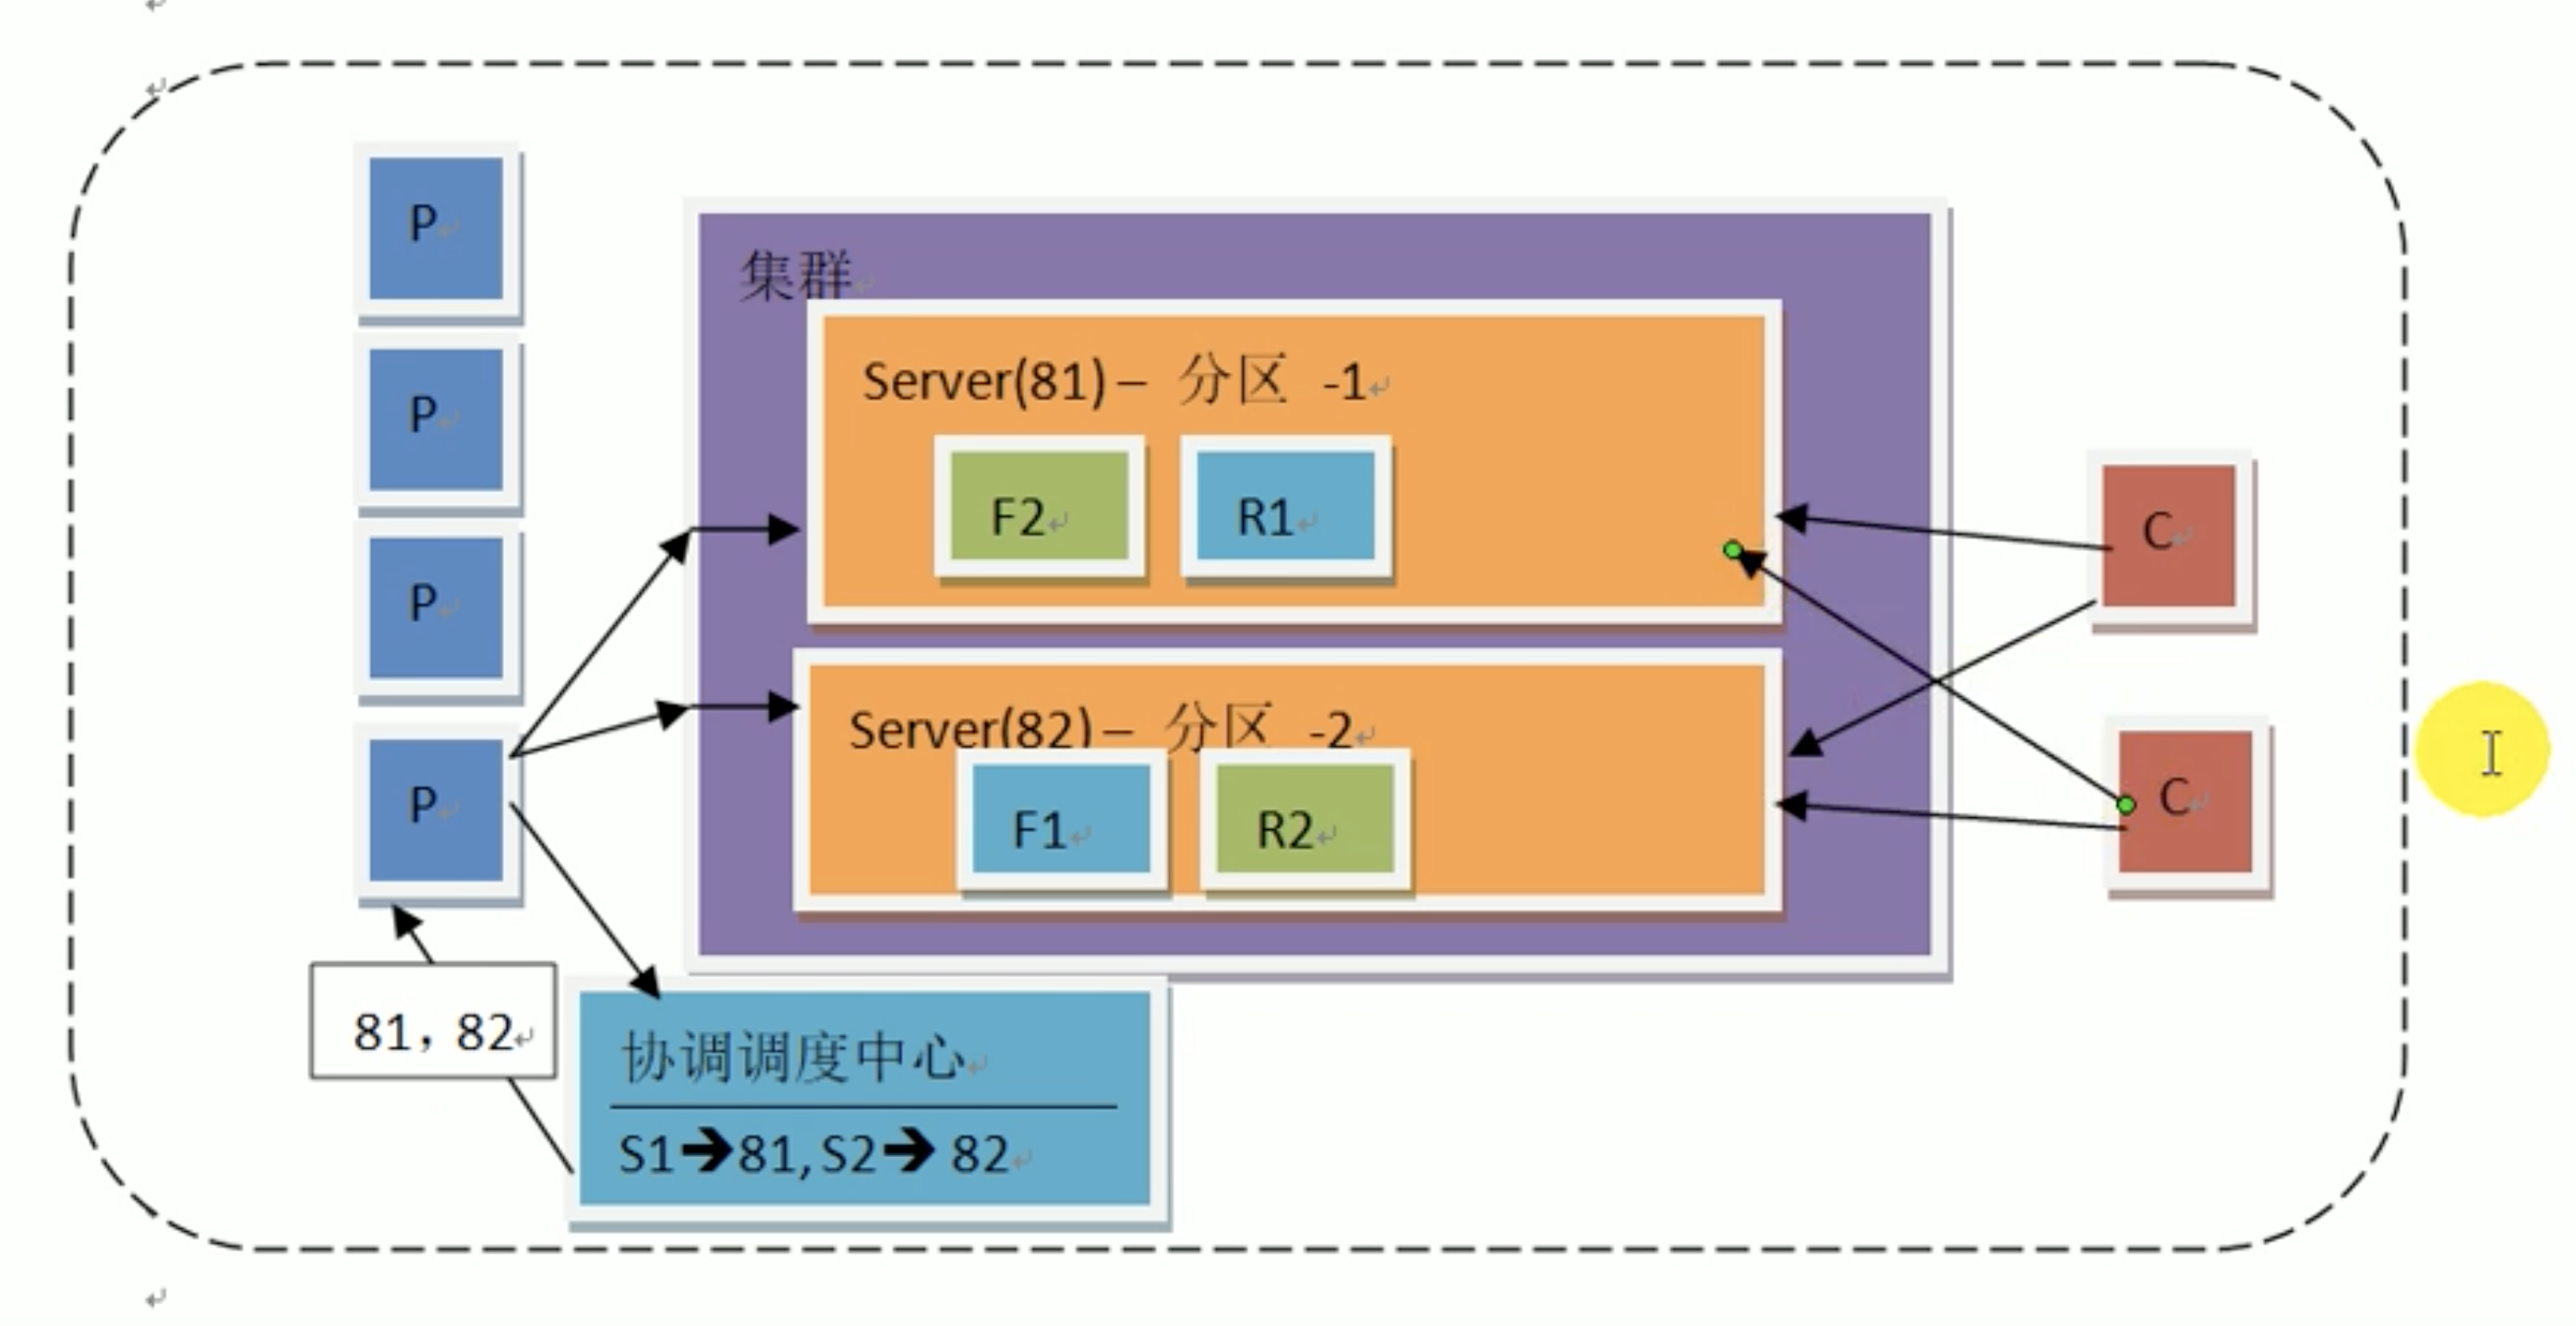 P
P
P
P
集群
Server(81) – 分区 -1
F2
R1
Server(82) – 分区 -2
F1
R2
C
C
81，82
协调调度中心
S1➔81, S2➔ 82